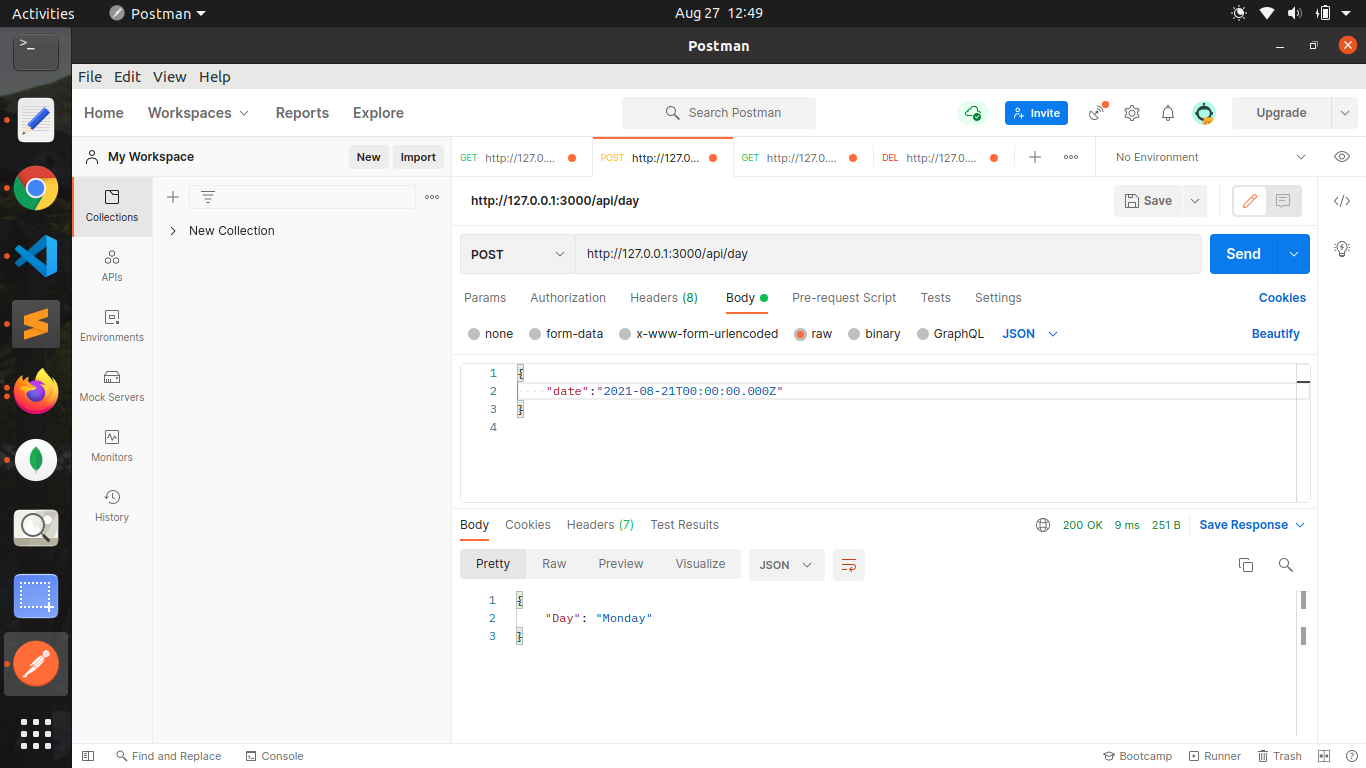 Activities Postman Aug 27 12:49
Postman
File Edit View Help
Home Workspaces Reports Explore Search Postman Invite Upgrade
My Workspace New Import GET http://127.0.... POST http://127.0.... GET http://127.0.... DEL http://127.0.... No Environment
Collections
New Collection
APIs
Environments
Mock Servers
Monitors
History
http://127.0.0.1:3000/api/day Save
POST http://127.0.0.1:3000/api/day Send
Params Authorization Headers (8) Body Pre-request Script Tests Settings Cookies
none form-data x-www-form-urlencoded raw binary GraphQL JSON Beautify
1 {
2 "date":"2021-08-21T00:00:00.000Z"
3 }
4
Body Cookies Headers (7) Test Results 200 OK 9 ms 251 B Save Response
Pretty Raw Preview Visualize JSON
1 {
2 "Day": "Monday"
3 }
Find and Replace Console Bootcamp Runner Trash